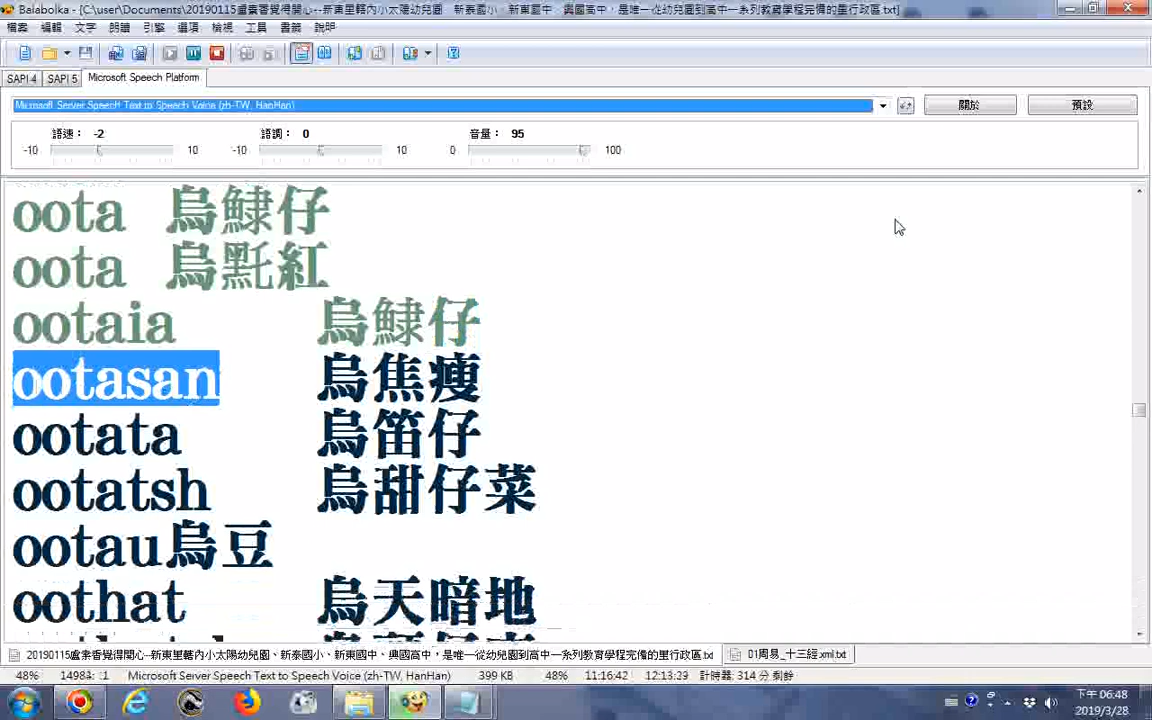 Balabolka - [C:\user\Documents\20190115盧蓁香覺得開心--新東里轄內小太陽幼兒園、新泰國小、新東國中、興國高中，是唯一從幼兒園到高中一系列教育學程完備的里行政區.txt]
檔案 編輯 文字 朗讀 引擎 選項 檢視 工具 書籤 說明
SAPI 4 SAPI 5 Microsoft Speech Platform
Microsoft Server Speech Text to Speech Voice (zh-TW, HanHan)
關於 預設
語速： -2 語調： 0 音量： 95
-10 10 -10 10 0 100
oota 烏鯄仔
oota 烏點紅
ootaia 烏鯄仔
ootasan 烏焦瘦
ootata 烏笛仔
ootatsh 烏甜仔菜
ootau烏豆
oothat 烏天暗地
20190115盧蓁香覺得開心--新東里轄內小太陽幼兒園、新泰國小、新東國中、興國高中，是唯一從幼兒園到高中一系列教育學程完備的里行政區.txt 01周易_十三經.xml.txt
48% Microsoft Server Speech Text to Speech Voice (zh-TW, HanHan) 399 KB 48% 11:16:42 12:13:29 計時器: 314 分 剩餘
下午 06:48
2019/3/28